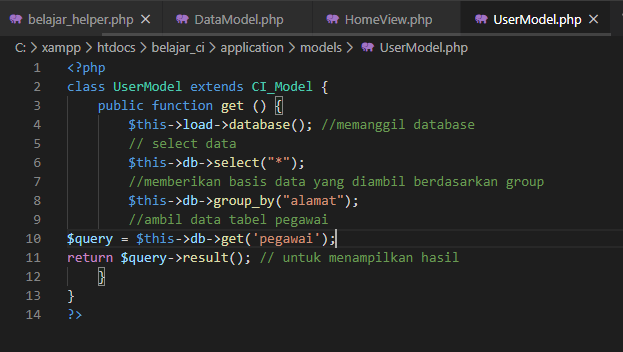 belajar_helper.php × DataModel.php HomeView.php UserModel.php ×
C: > xampp > htdocs > belajar_ci > application > models > UserModel.php
1 <?php
2 class UserModel extends CI_Model {
3 public function get () {
4 $this->load->database(); //memanggil database
5 // select data
6 $this->db->select("*");
7 //memberikan basis data yang diambil berdasarkan group
8 $this->db->group_by("alamat");
9 //ambil data tabel pegawai
10 $query = $this->db->get('pegawai');
11 return $query->result(); // untuk menampilkan hasil
12 }
13 }
14 ?>